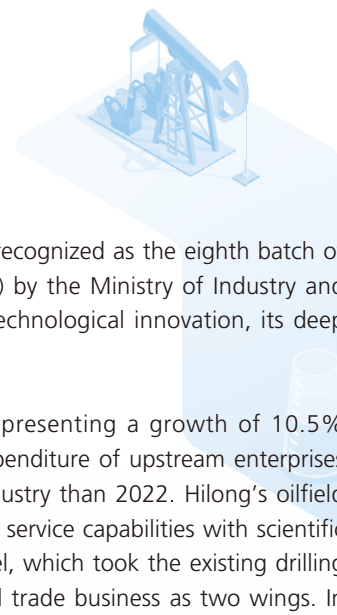 recognized as the eighth batch of
) by the Ministry of Industry and
technological innovation, its deep
presenting a growth of 10.5%
penditure of upstream enterprises
ustry than 2022. Hilong's oilfield
service capabilities with scientific
el, which took the existing drilling
trade business as two wings. In